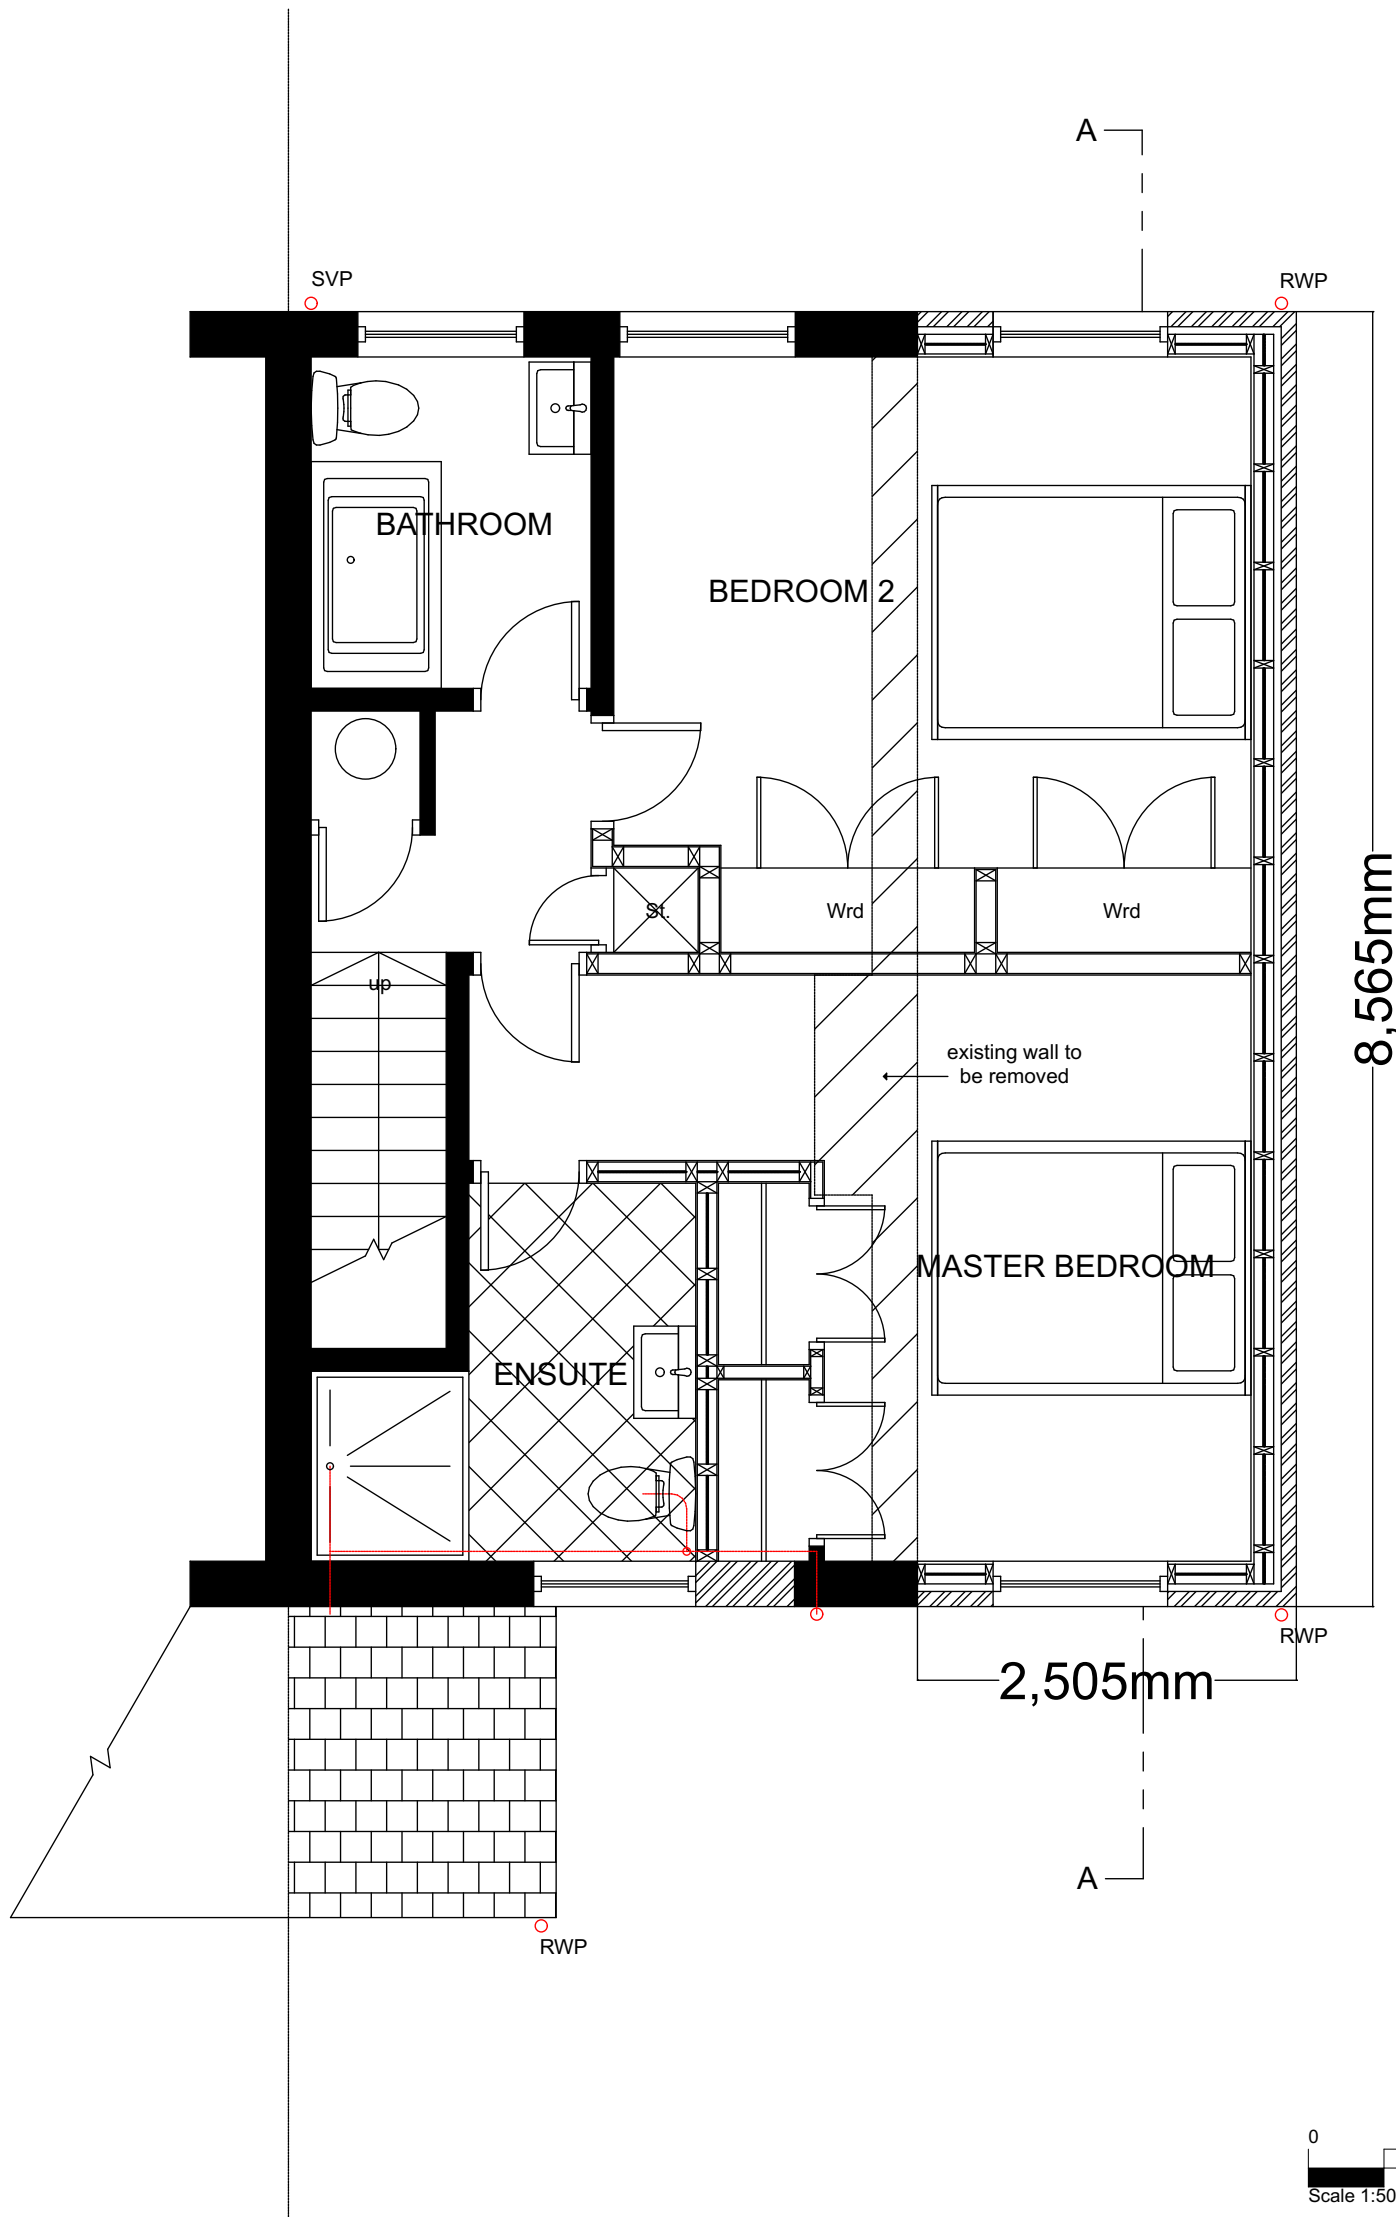 A
SVP
RWP
BATHROOM
BEDROOM 2
St.
Wrd
Wrd
up
8,565mm
existing wall to
be removed
MASTER BEDROOM
ENSUITE
RWP
2,505mm
A
RWP
0
Scale 1:50